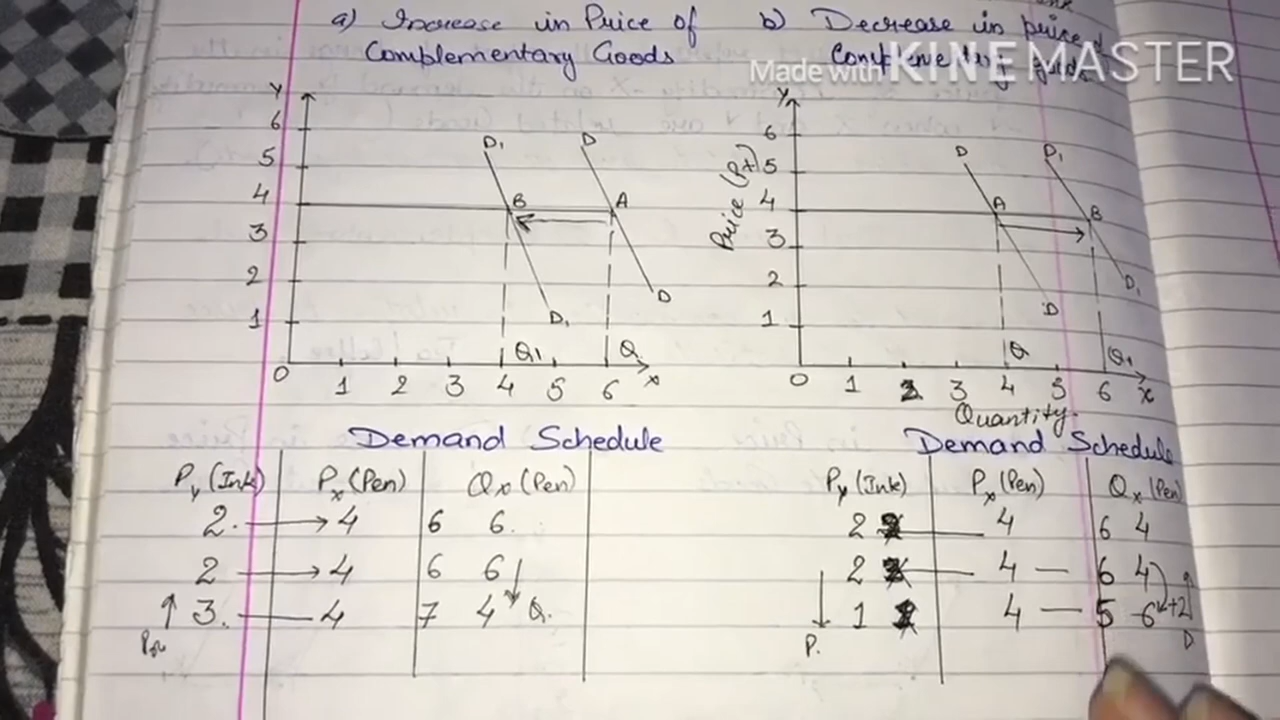 a) Increase in Price of
Complementary Goods
b) Decrease in price of
Complementary goods
Made with KINEMASTER
Y
6
5
4
3
2
1
0 1 2 3 4 5 6 x
D1 D
B A
D
D1
Q1 Q
Y
Price (Px)
6
5
4
3
2
1
0 1 2 3 4 5 6 x
D D1
A B
D1
D
Q Q1
Quantity
Demand Schedule
Py (Ink) Px (Pen) Qx (Pen)
2 4 6 6
2 4 6 6
3 4 7 4 Q
Demand Schedule
Py (Ink) Px (Pen) Qx (Pen)
2 4 6 4
2 4 6 4
1 4 5 6 +2
P. D